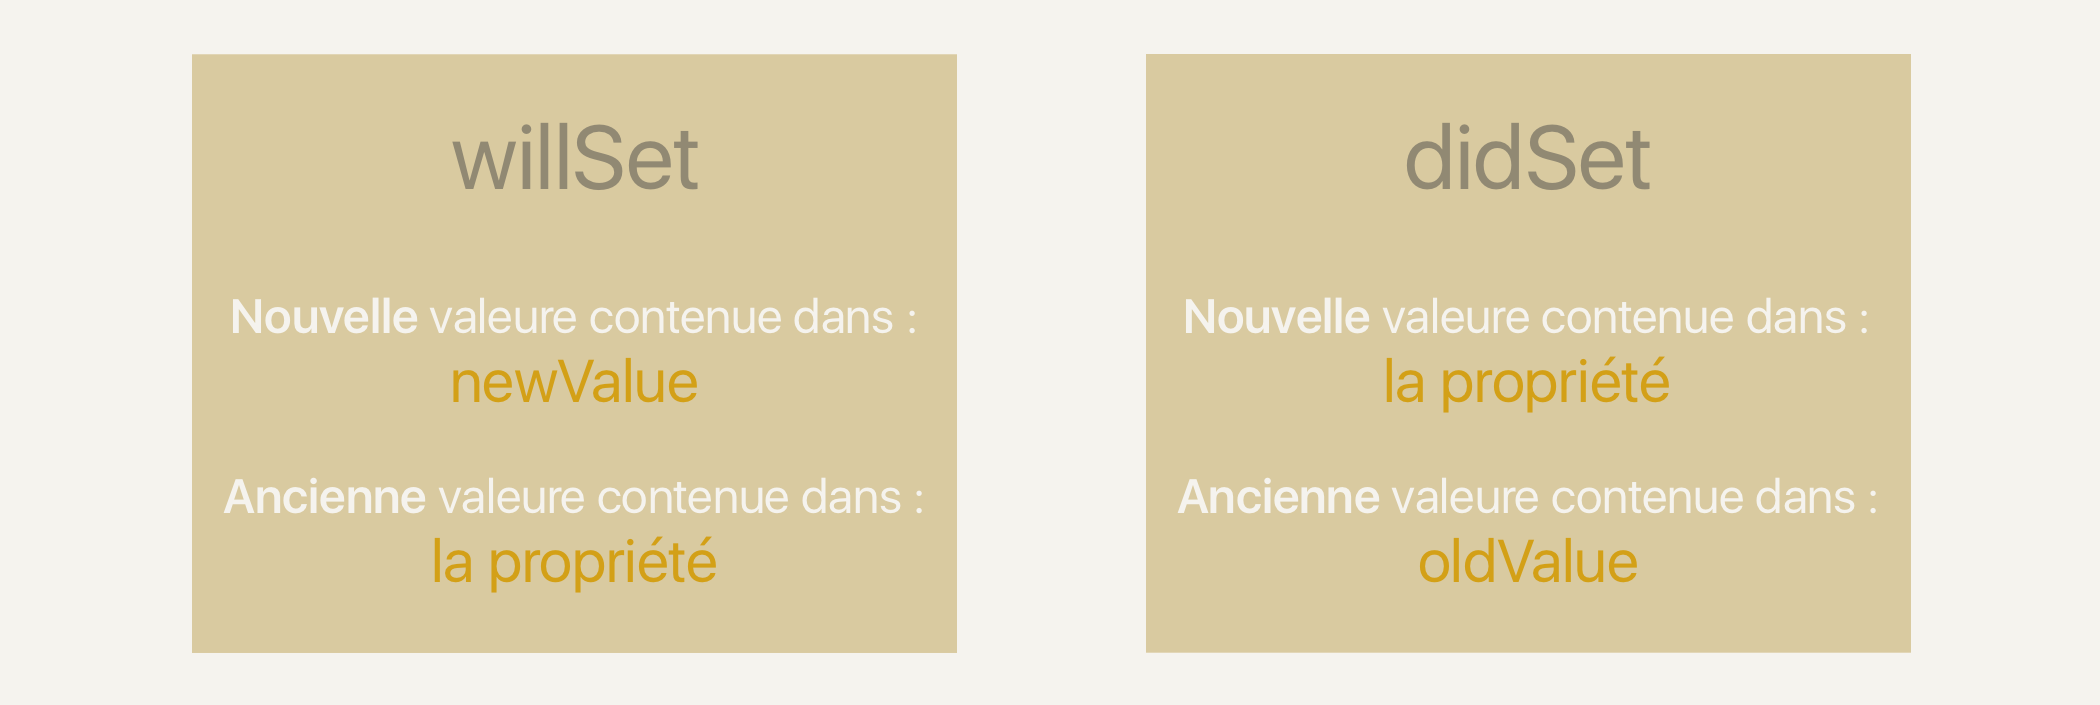 willSet
Nouvelle valeure contenue dans :
newValue
Ancienne valeure contenue dans :
la propriété
didSet
Nouvelle valeure contenue dans :
la propriété
Ancienne valeure contenue dans :
oldValue